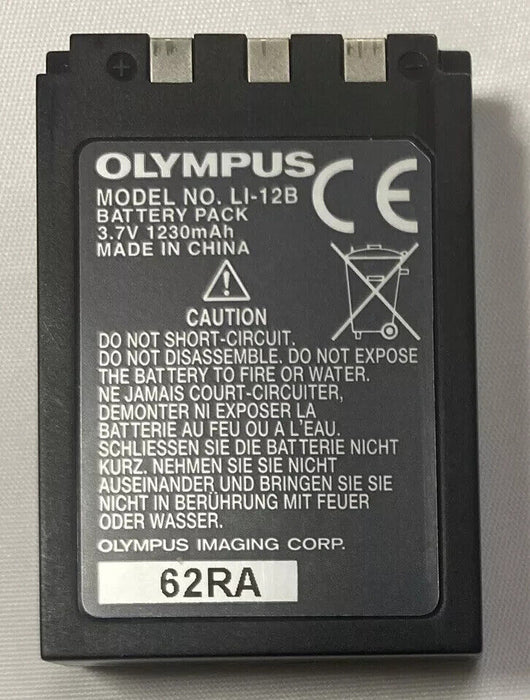 + -
OLYMPUS
MODEL NO. LI-12B
BATTERY PACK
3.7V 1230mAh
MADE IN CHINA
CE
CAUTION
DO NOT SHORT-CIRCUIT.
DO NOT DISASSEMBLE. DO NOT EXPOSE
THE BATTERY TO FIRE OR WATER.
NE JAMAIS COURT-CIRCUITER,
DEMONTER NI EXPOSER LA
BATTERIE AU FEU OU A L'EAU.
SCHLIESSEN SIE DIE BATTERIE NICHT
KURZ. NEHMEN SIE SIE NICHT
AUSEINANDER UND BRINGEN SIE SIE
NICHT IN BERÜHRUNG MIT FEUER
ODER WASSER.
OLYMPUS IMAGING CORP.
62RA